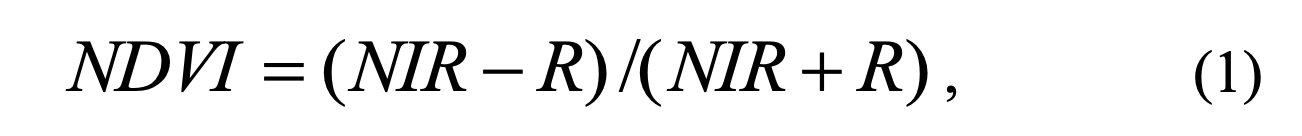 NDVI = (NIR − R)/(NIR + R) , (1)